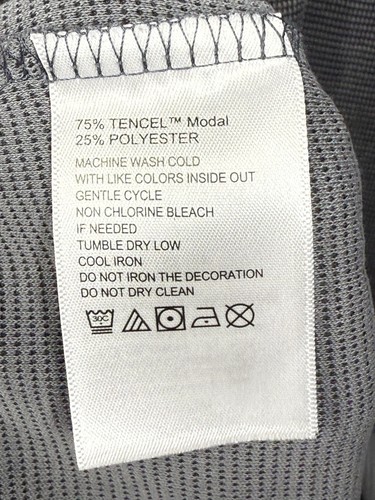 75% TENCEL™ Modal
25% POLYESTER
MACHINE WASH COLD
WITH LIKE COLORS INSIDE OUT
GENTLE CYCLE
NON CHLORINE BLEACH
IF NEEDED
TUMBLE DRY LOW
COOL IRON
DO NOT IRON THE DECORATION
DO NOT DRY CLEAN
30C